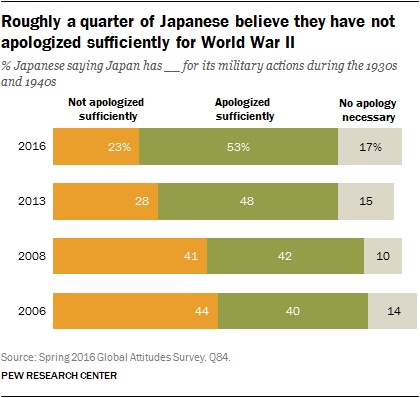 Roughly a quarter of Japanese believe they have not
apologized sufficiently for World War II
% Japanese saying Japan has __ for its military actions during the 1930s
and 1940s
Not apologized sufficiently Apologized sufficiently No apology necessary
2016 23% 53% 17%
2013 28 48 15
2008 41 42 10
2006 44 40 14
Source: Spring 2016 Global Attitudes Survey. Q84.
PEW RESEARCH CENTER